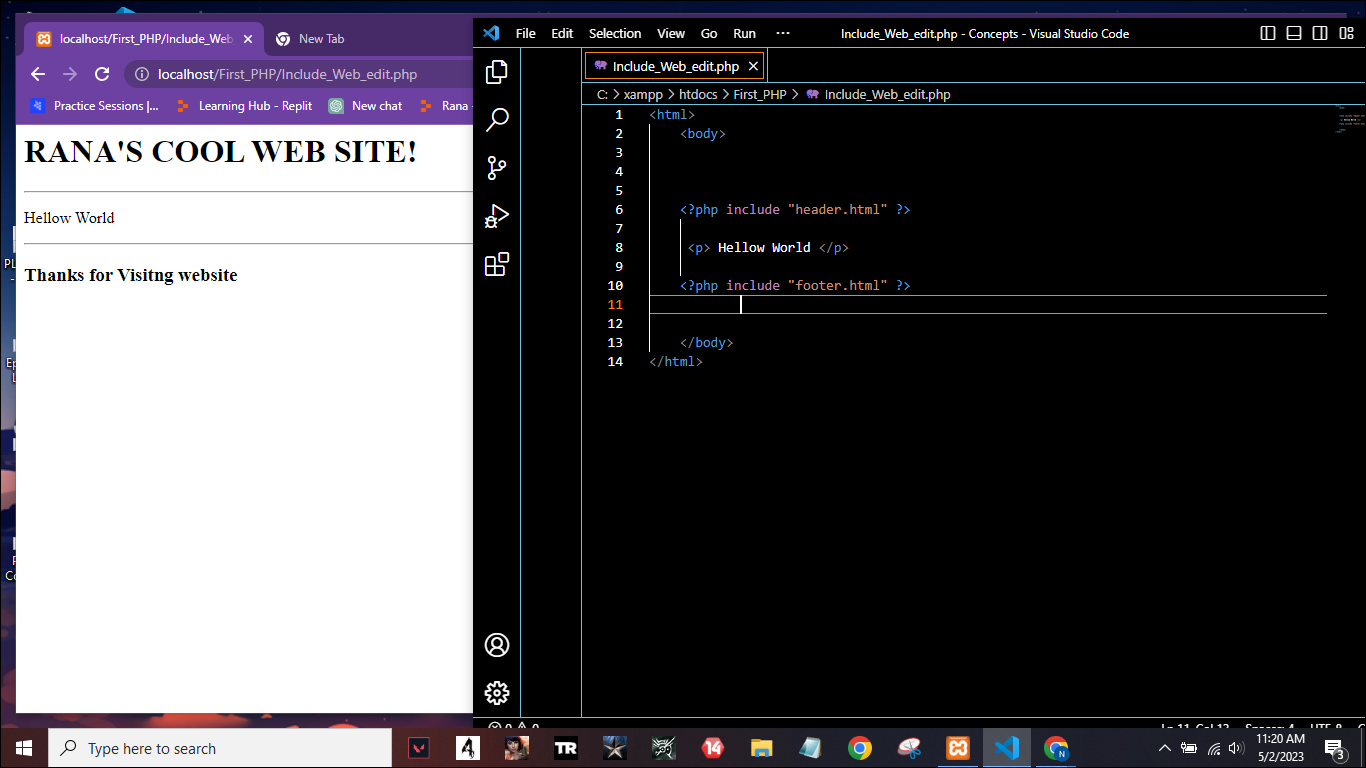 localhost/First_PHP/Include_Web
New Tab
localhost/First_PHP/Include_Web_edit.php
Practice Sessions |...
Learning Hub - Replit
New chat
Rana -
RANA'S COOL WEB SITE!
Hellow World
Thanks for Visitng website
File Edit Selection View Go Run ···
Include_Web_edit.php - Concepts - Visual Studio Code
Include_Web_edit.php
C: > xampp > htdocs > First_PHP > Include_Web_edit.php
1 <html>
2 <body>
3
4
5
6 <?php include "header.html" ?>
7
8 <p> Hellow World </p>
9
10 <?php include "footer.html" ?>
11
12
13 </body>
14 </html>
Type here to search
TR
14
N
11:20 AM
5/2/2023
3